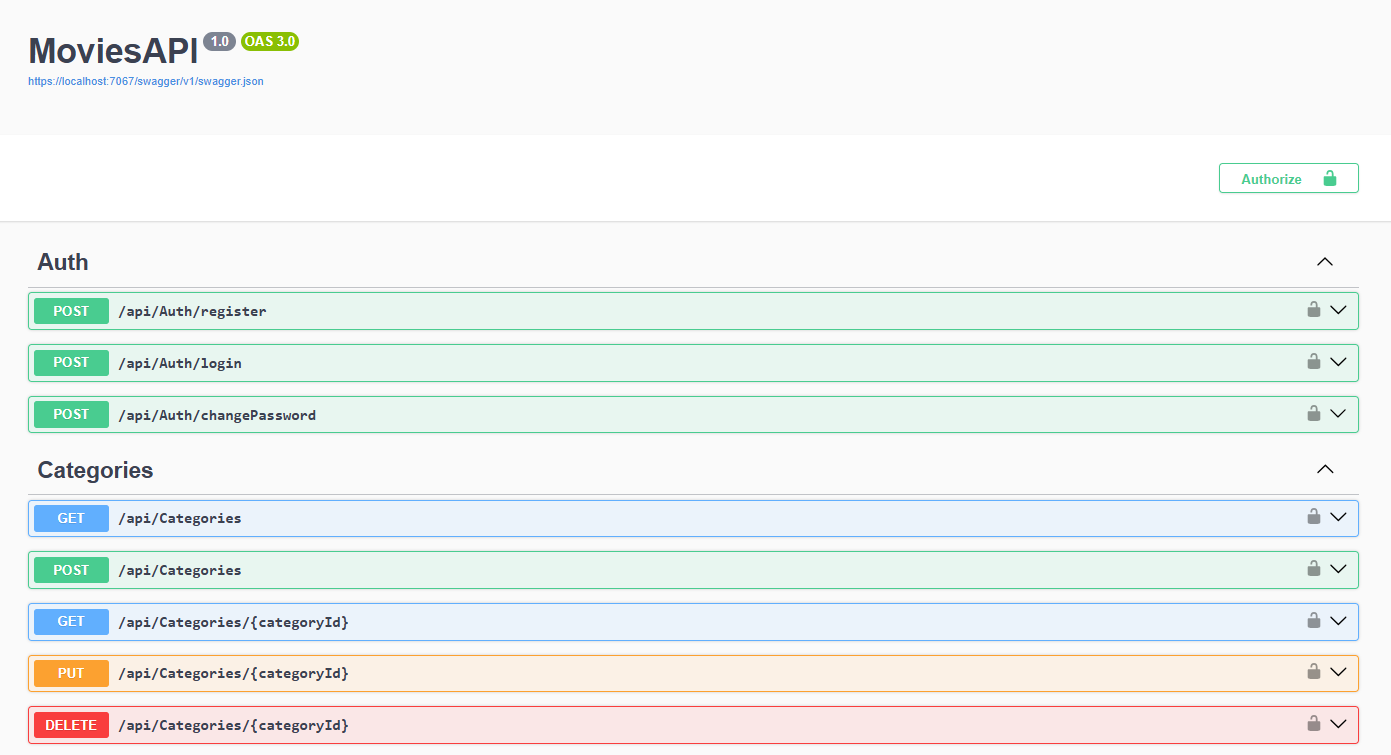 MoviesAPI 1.0 OAS 3.0
https://localhost:7067/swagger/v1/swagger.json
Authorize
Auth
POST /api/Auth/register
POST /api/Auth/login
POST /api/Auth/changePassword
Categories
GET /api/Categories
POST /api/Categories
GET /api/Categories/{categoryId}
PUT /api/Categories/{categoryId}
DELETE /api/Categories/{categoryId}